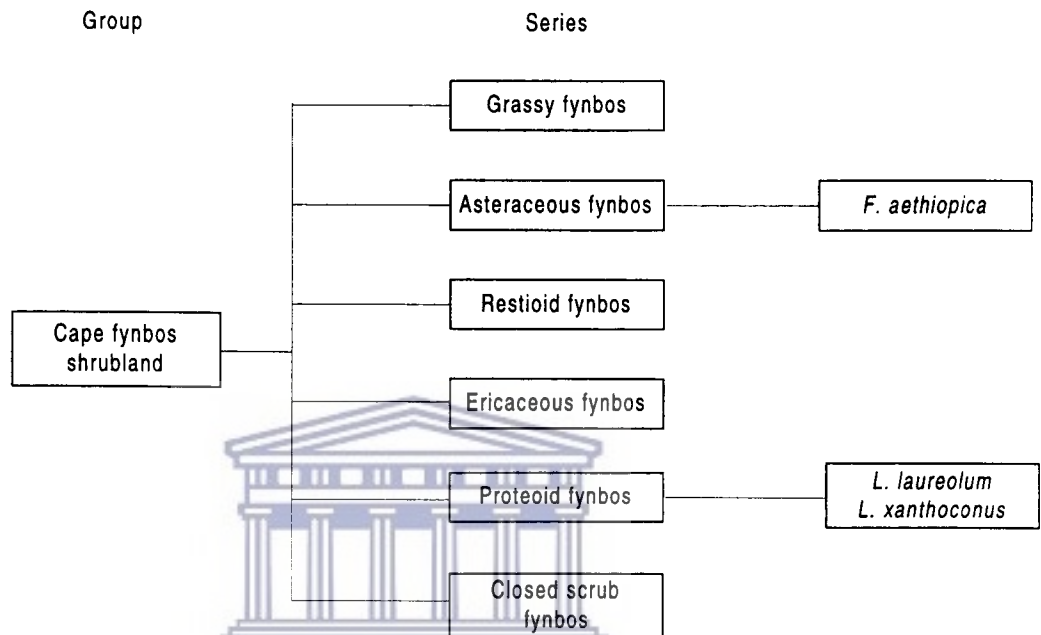 Group
Series
Grassy fynbos
Asteraceous fynbos
F. aethiopica
Restioid fynbos
Cape fynbos
shrubland
Ericaceous fynbos
Proteoid fynbos
L. laureolum
L. xanthoconus
Closed scrub
fynbos